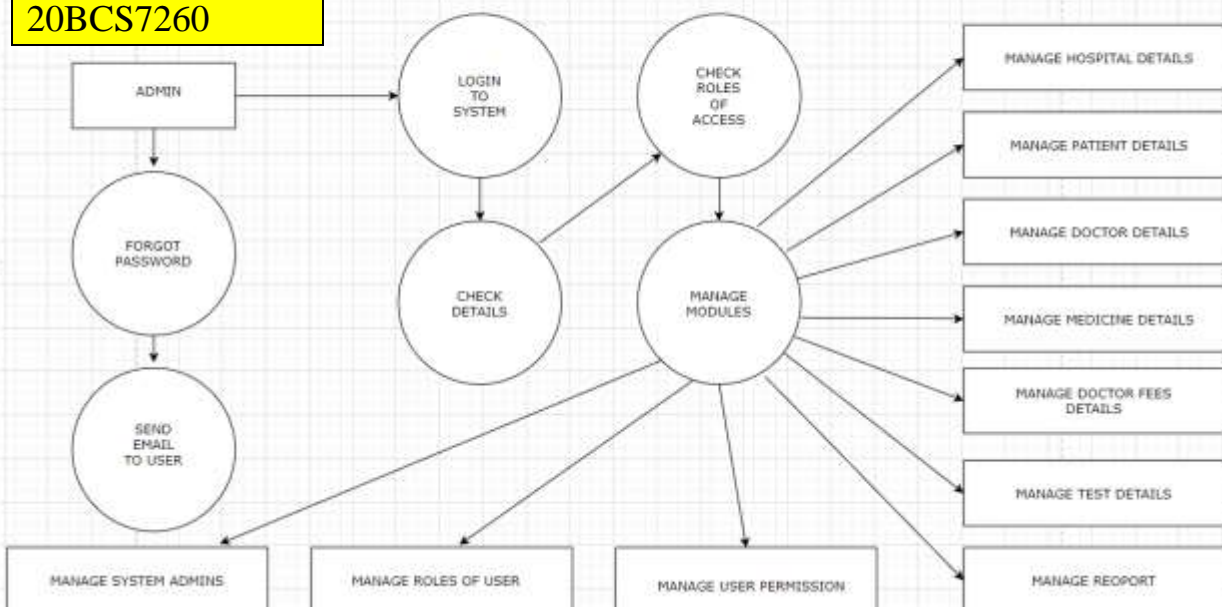 20BCS7260
ADMIN
LOGIN
TO
SYSTEM
CHECK
ROLES
OF
ACCESS
MANAGE HOSPITAL DETAILS
MANAGE PATIENT DETAILS
FORGOT
PASSWORD
CHECK
DETAILS
MANAGE
MODULES
MANAGE DOCTOR DETAILS
MANAGE MEDICINE DETAILS
MANAGE DOCTOR FEES
DETAILS
SEND
EMAIL
TO USER
MANAGE TEST DETAILS
MANAGE SYSTEM ADMINS
MANAGE ROLES OF USER
MANAGE USER PERMISSION
MANAGE REOPORT